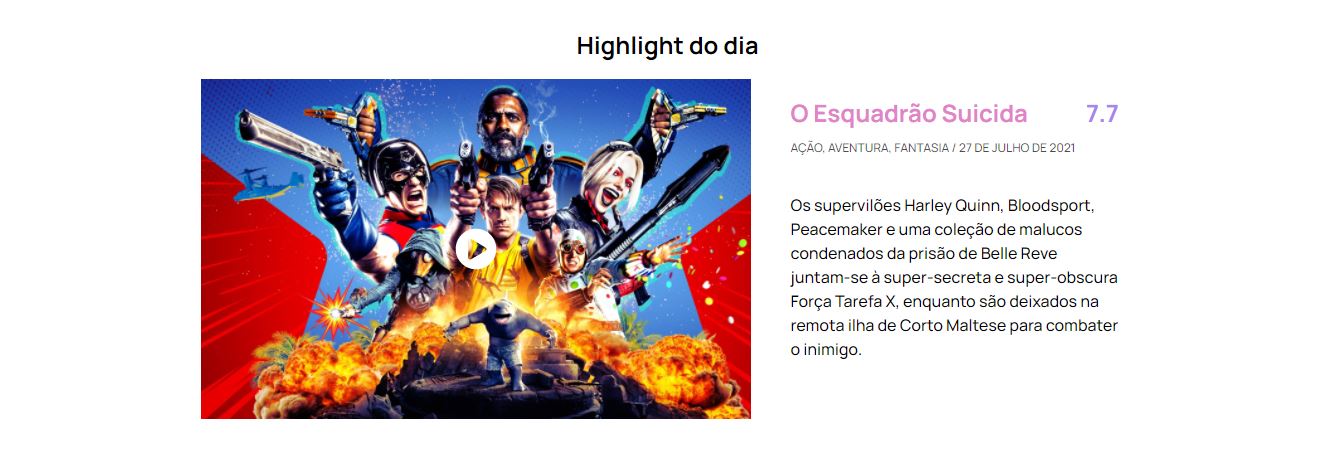 Highlight do dia
O Esquadrão Suicida 7.7
AÇÃO, AVENTURA, FANTASIA / 27 DE JULHO DE 2021
Os supervilões Harley Quinn, Bloodsport,
Peacemaker e uma coleção de malucos
condenados da prisão de Belle Reve
juntam-se à super-secreta e super-obscura
Força Tarefa X, enquanto são deixados na
remota ilha de Corto Maltese para combater
o inimigo.